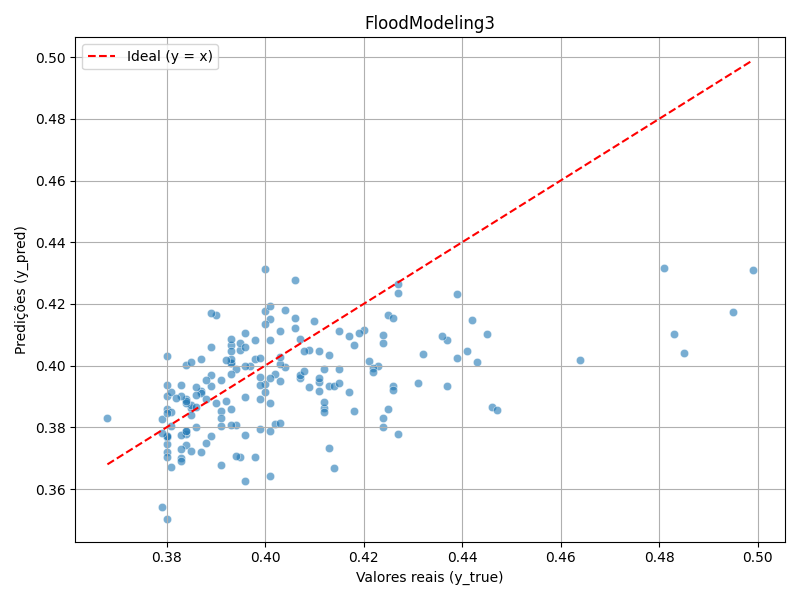 FloodModeling3
Ideal (y = x)
Predições (y_pred)
0.50
0.48
0.46
0.44
0.42
0.40
0.38
0.36
0.38 0.40 0.42 0.44 0.46 0.48 0.50
Valores reais (y_true)